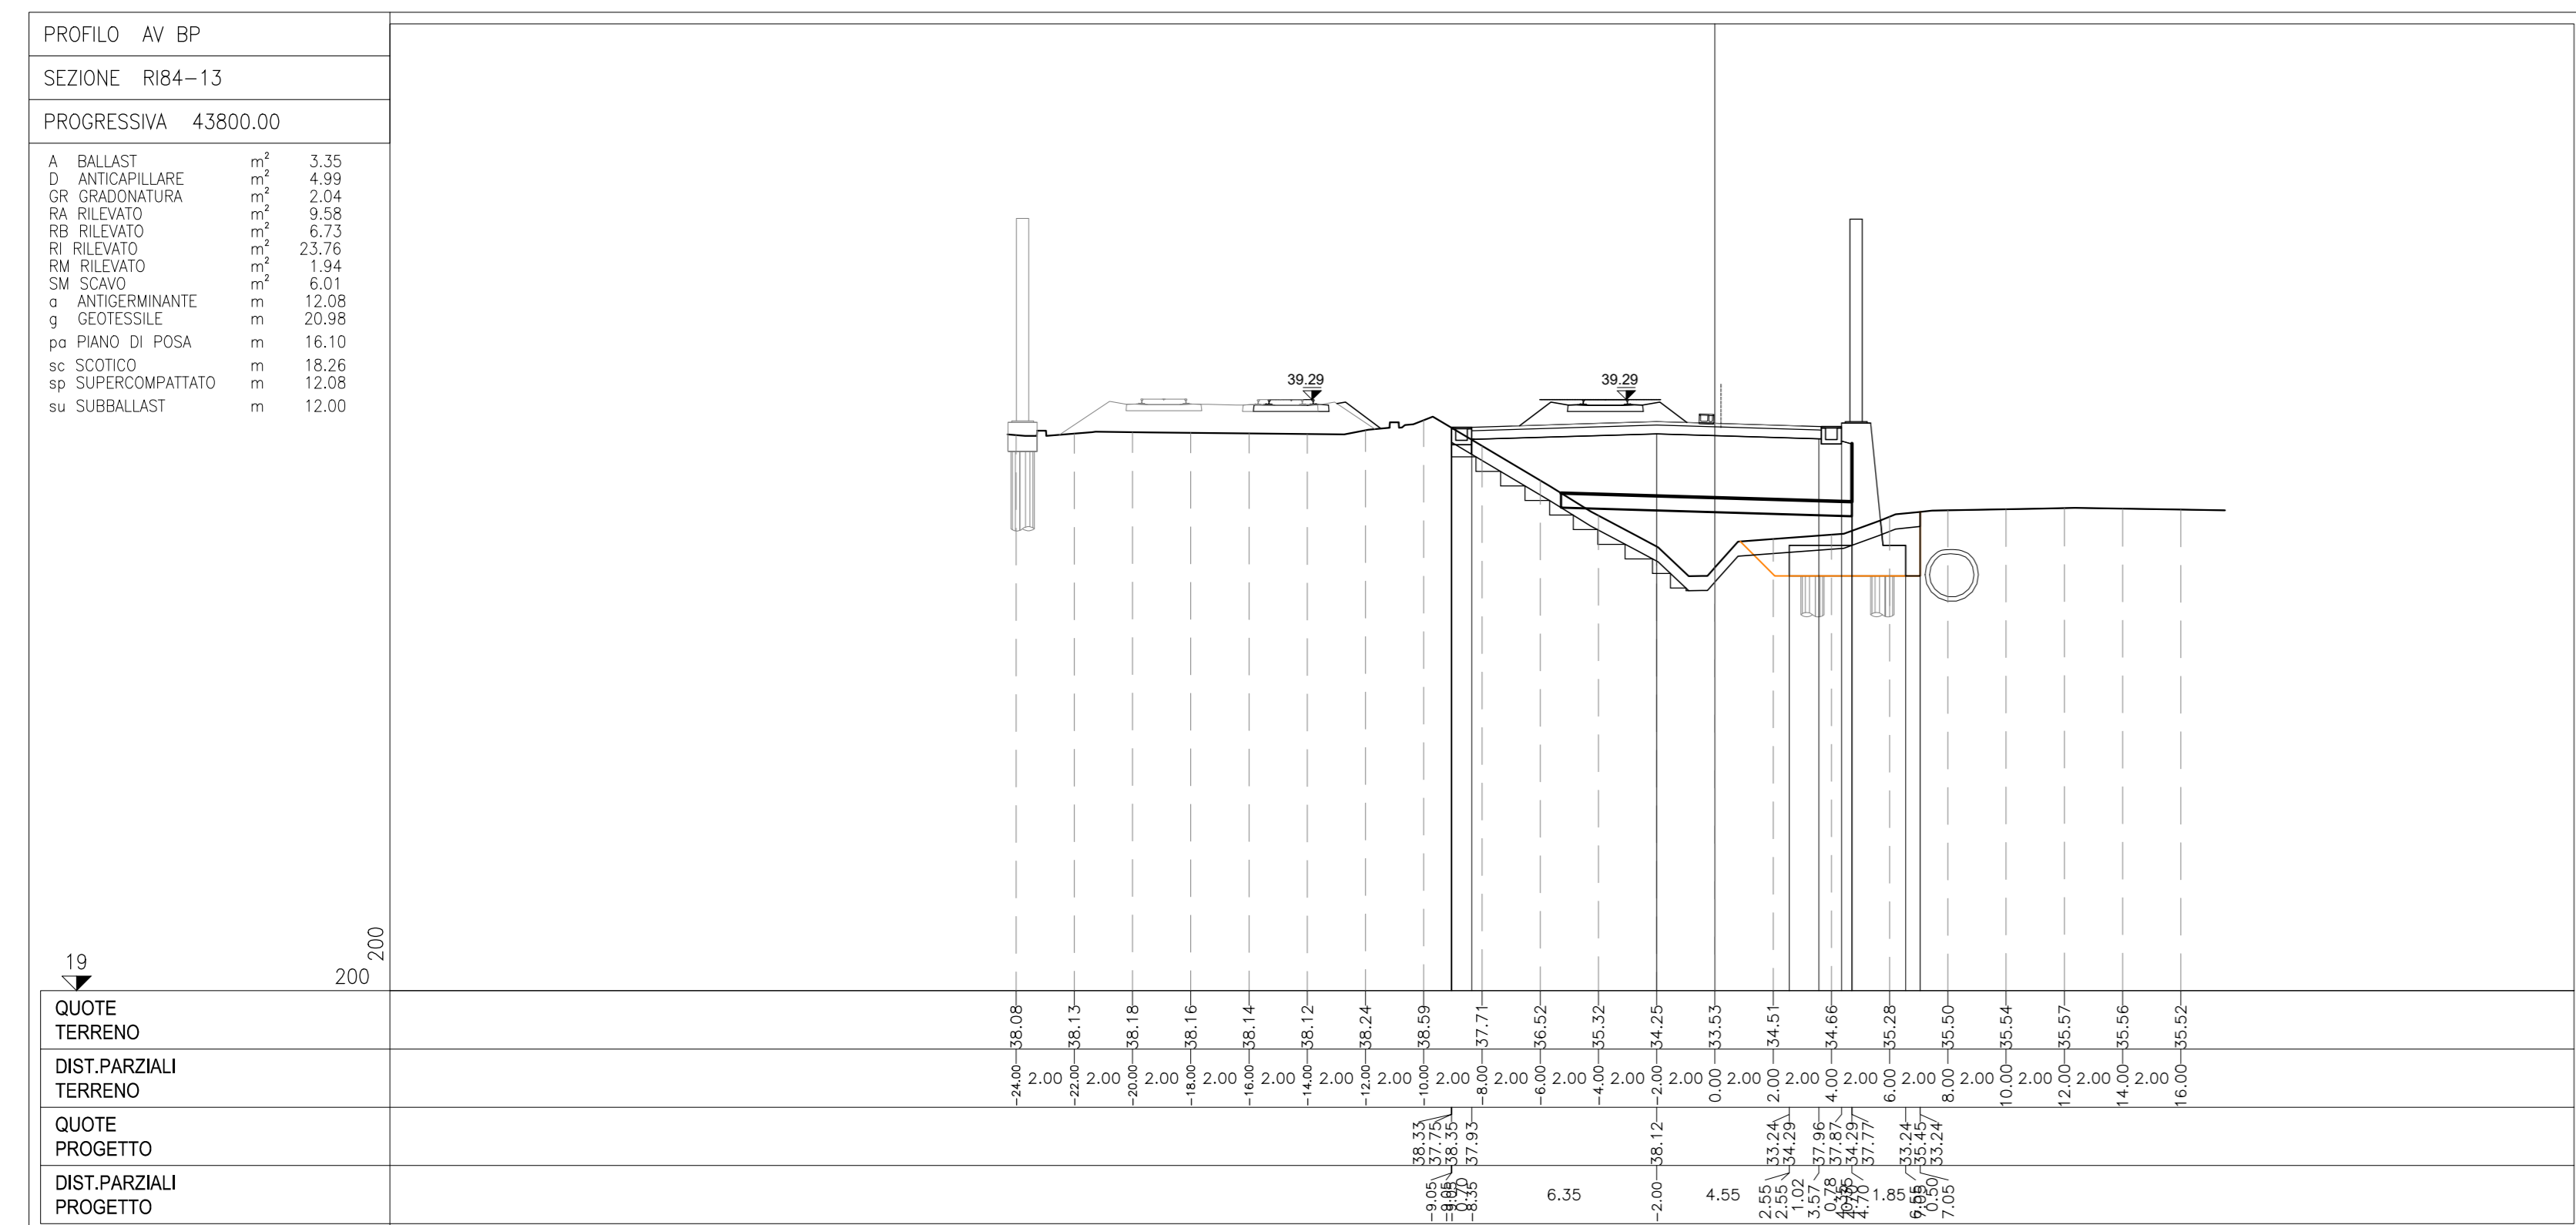 PROFILO AV BP
SEZIONE RI84-13
PROGRESSIVA 43800.00
A BALLAST m² 3.35
D ANTICAPILLARE m² 4.99
GR GRADONATURA m² 2.04
RA RILEVATO m² 9.58
RB RILEVATO m² 6.73
RI RILEVATO m² 23.76
RM RILEVATO m² 1.94
SM SCAVO m² 6.01
a ANTIGERMINANTE m 12.08
g GEOTESSILE m 20.98
pa PIANO DI POSA m 16.10
sc SCOTICO m 18.26
sp SUPERCOMPATTATO m 12.08
su SUBBALLAST m 12.00
39.29 39.29
19 200 200
QUOTE
TERRENO
38.08 38.13 38.18 38.16 38.14 38.12 38.24 38.59 37.71 36.52 35.32 34.25 33.53 34.51 34.66 35.28 35.50 35.54 35.57 35.56 35.52
DIST.PARZIALI
TERRENO
-24.00 2.00 -22.00 2.00 -20.00 2.00 -18.00 2.00 -16.00 2.00 -14.00 2.00 -12.00 2.00 -10.00 2.00 -8.00 2.00 -6.00 2.00 -4.00 2.00 -2.00 2.00 0.00 2.00 2.00 2.00 4.00 2.00 6.00 2.00 8.00 2.00 10.00 2.00 12.00 2.00 14.00 2.00 16.00
QUOTE
PROGETTO
38.33 37.75 38.35 37.93 38.12 33.24 34.29 37.96 37.87 34.29 37.77 33.24 35.45 33.24
DIST.PARZIALI
PROGETTO
-9.05 -9.05 -9.05 0.70 -8.35 6.35 -2.00 4.55 2.55 2.55 1.02 3.57 0.78 4.70 1.85 6.55 0.50 7.05